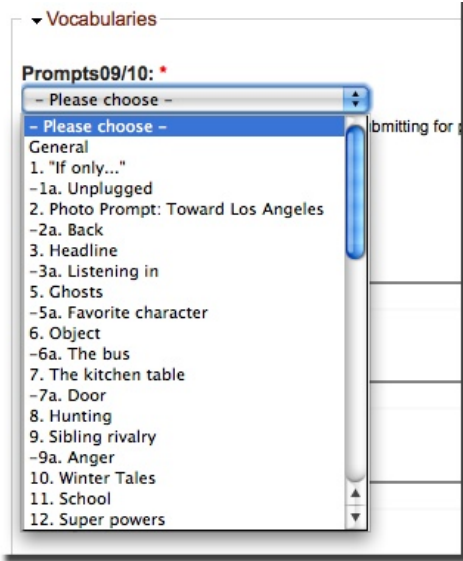 Vocabularies
Prompts09/10: *
– Please choose –
– Please choose – bmitting for p
General
1. "If only..."
–1a. Unplugged
2. Photo Prompt: Toward Los Angeles
–2a. Back
3. Headline
–3a. Listening in
5. Ghosts
–5a. Favorite character
6. Object
–6a. The bus
7. The kitchen table
–7a. Door
8. Hunting
9. Sibling rivalry
–9a. Anger
10. Winter Tales
11. School
12. Super powers